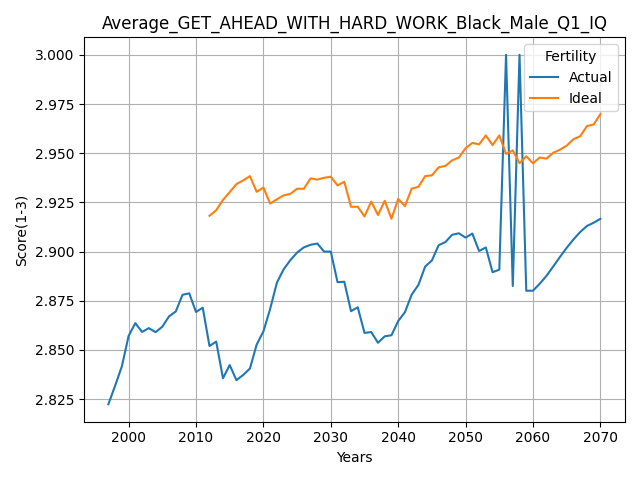 Average_GET_AHEAD_WITH_HARD_WORK_Black_Male_Q1_IQ
Fertility
Actual
Ideal
Score(1-3)
3.000
2.975
2.950
2.925
2.900
2.875
2.850
2.825
2000 2010 2020 2030 2040 2050 2060 2070
Years